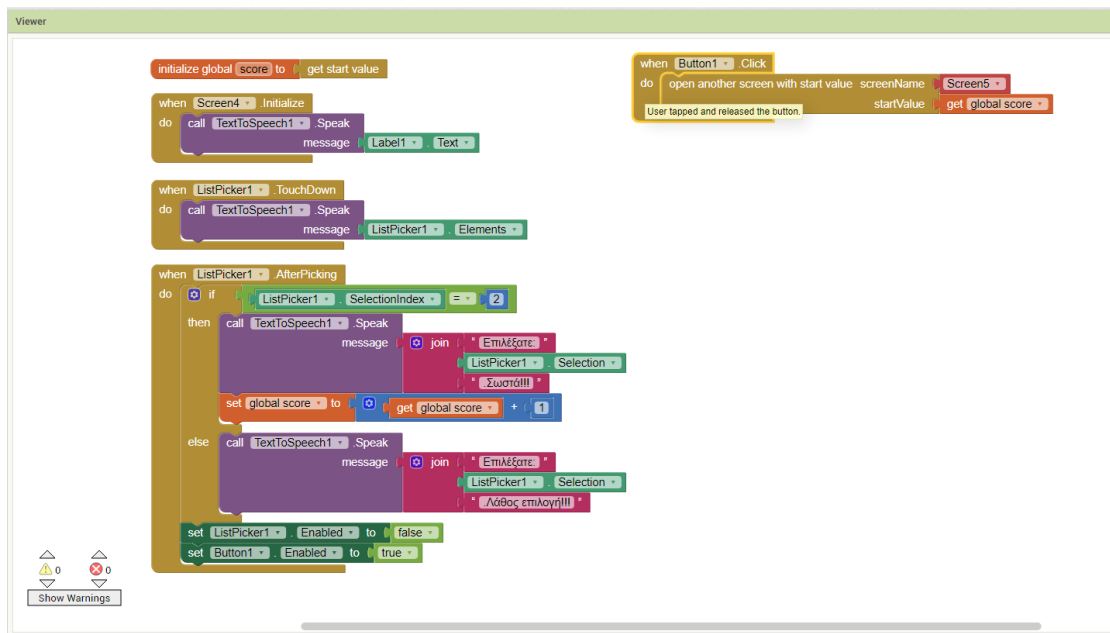 Viewer
initialize global score to get start value
when Screen4 .Initialize
do call TextToSpeech1 .Speak
message Label1 . Text
when ListPicker1 .TouchDown
do call TextToSpeech1 .Speak
message ListPicker1 . Elements
when ListPicker1 .AfterPicking
do if ListPicker1 . SelectionIndex = 2
then call TextToSpeech1 .Speak
message join " Επιλέξατε: "
ListPicker1 . Selection
" .Σωστά!!! "
set global score to get global score + 1
else call TextToSpeech1 .Speak
message join " Επιλέξατε: "
ListPicker1 . Selection
" .Λάθος επιλογή!!! "
set ListPicker1 . Enabled to false
set Button1 . Enabled to true
when Button1 .Click
do open another screen with start value screenName Screen5
startValue get global score
User tapped and released the button.
0 0
Show Warnings